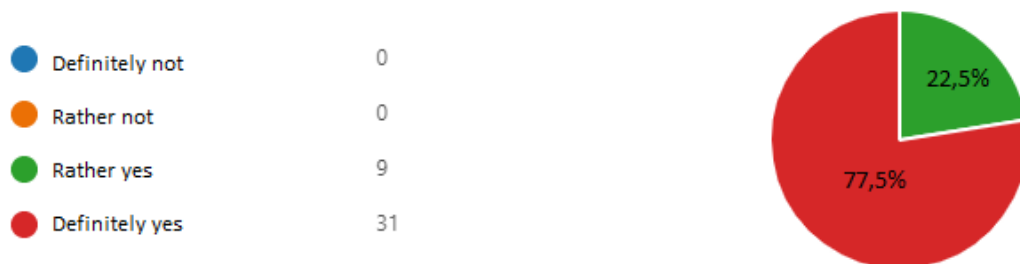 Definitely not 0
Rather not 0
Rather yes 9
Definitely yes 31
22,5%
77,5%